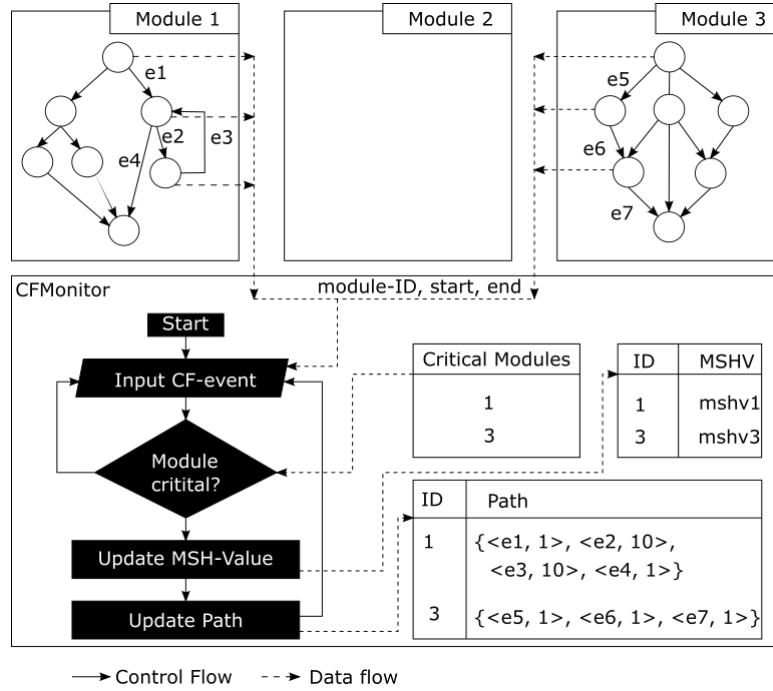 Module 1
Module 2
Module 3
e1
e2
e3
e4
e5
e6
e7
CFMonitor
module-ID, start, end
Start
Input CF-event
Module
critital?
Update MSH-Value
Update Path
Critical Modules
1
3
ID MSHV
1 mshv1
3 mshv3
ID Path
1 {<e1, 1>, <e2, 10>,
<e3, 10>, <e4, 1>}
3 {<e5, 1>, <e6, 1>, <e7, 1>}
Control Flow
Data flow